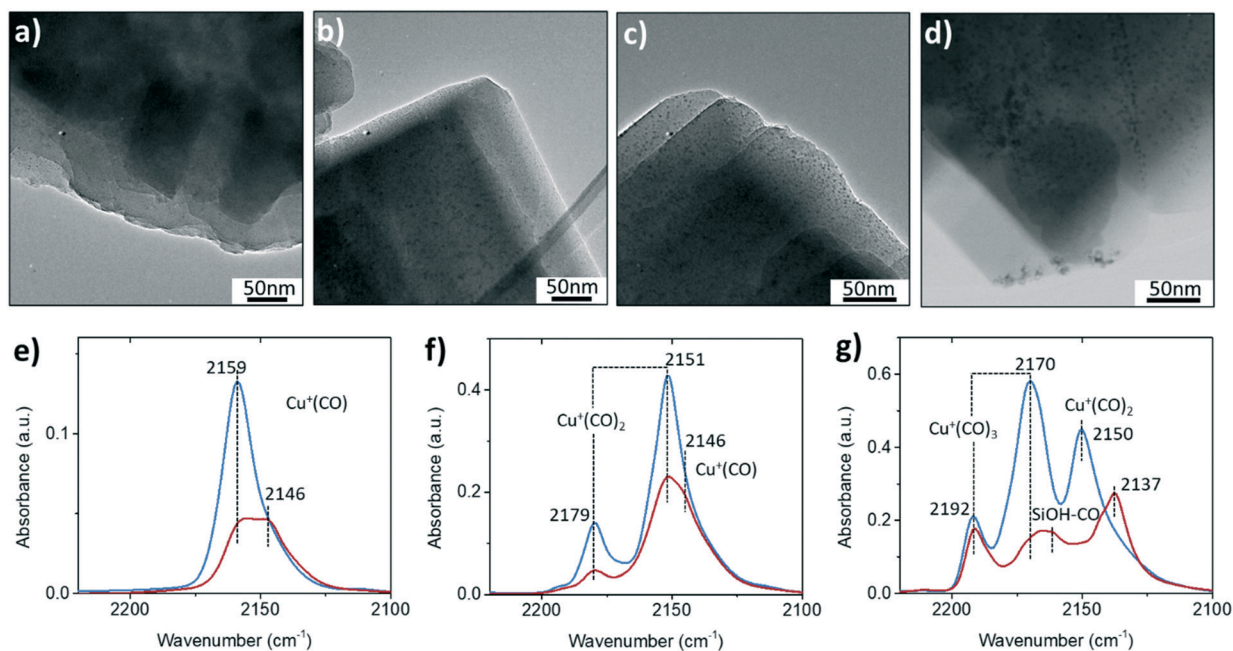 a)
b)
c)
d)
50nm
50nm
50nm
50nm
e)
2159
Cu⁺(CO)
2146
0.1
0.0
Absorbance (a.u.)
2200
2150
2100
Wavenumber (cm⁻¹)
f)
2151
Cu⁺(CO)₂
2146
Cu⁺(CO)
2179
0.4
0.2
0.0
Absorbance (a.u.)
2200
2150
2100
Wavenumber (cm⁻¹)
g)
2170
Cu⁺(CO)₂
Cu⁺(CO)₃
2150
2137
2192
SiOH-CO
0.6
0.4
0.2
0.0
Absorbance (a.u.)
2200
2150
2100
Wavenumber (cm⁻¹)